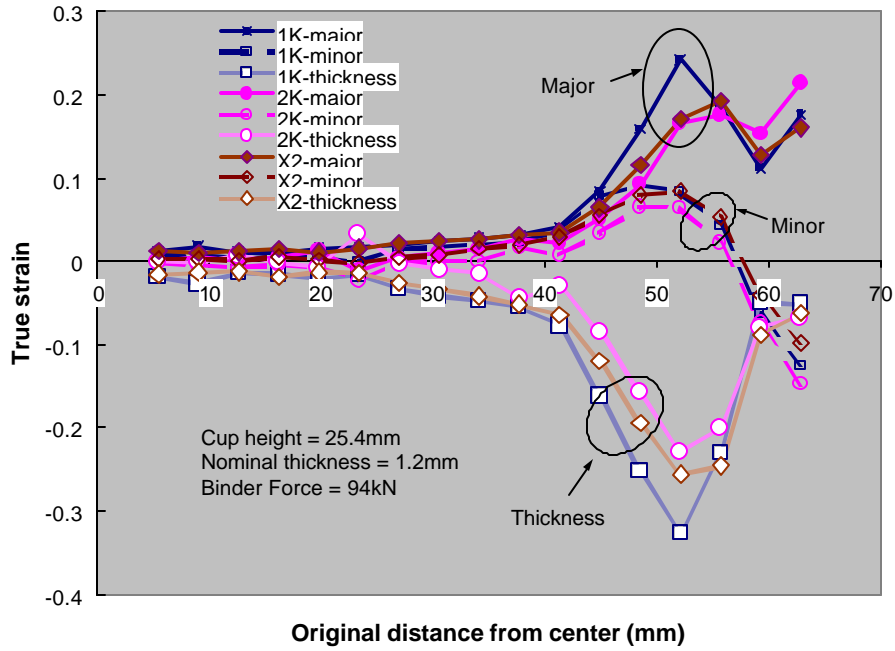 0.3
0.2
0.1
0
-0.1
-0.2
-0.3
-0.4
0 10 20 30 40 50 60 70
True strain
Original distance from center (mm)
1K-major
1K-minor
1K-thickness
2K-major
2K-minor
2K-thickness
X2-major
X2-minor
X2-thickness
Major
Minor
Thickness
Cup height = 25.4mm
Nominal thickness = 1.2mm
Binder Force = 94kN